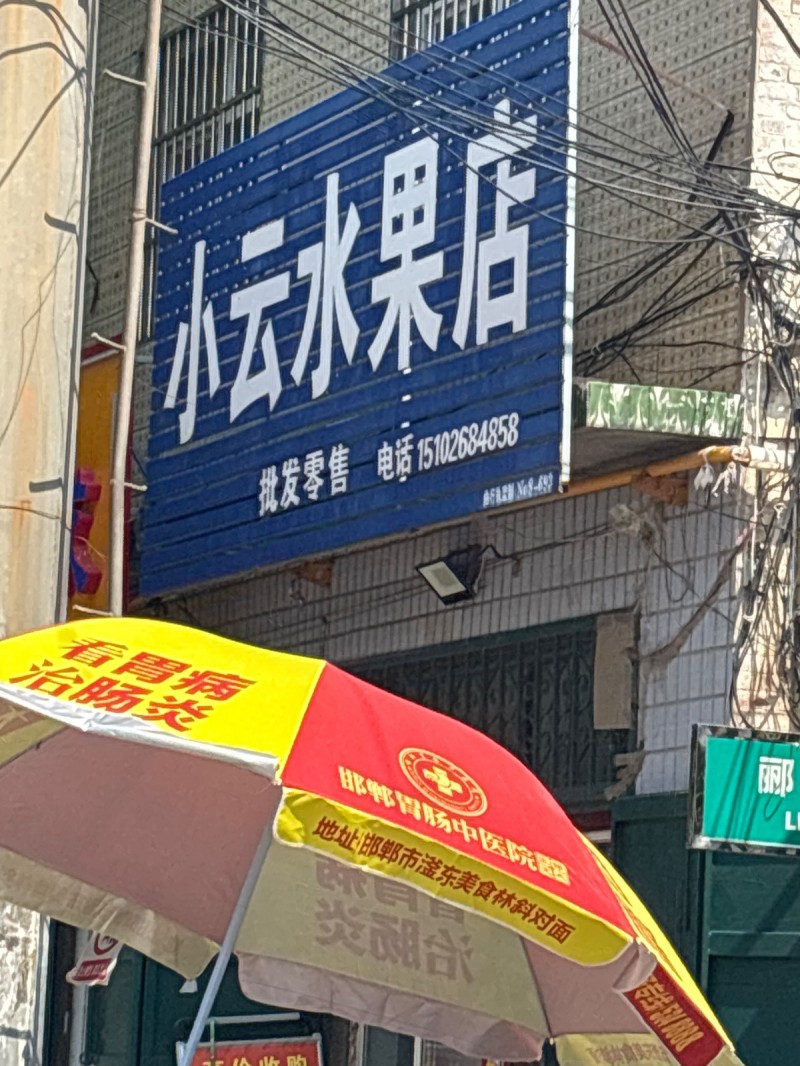 小云水果店
批发零售 电话 15102684858
看胃病
治肠炎
邯郸胃肠中医院
地址:邯郸市滏东美食林斜对面
郦